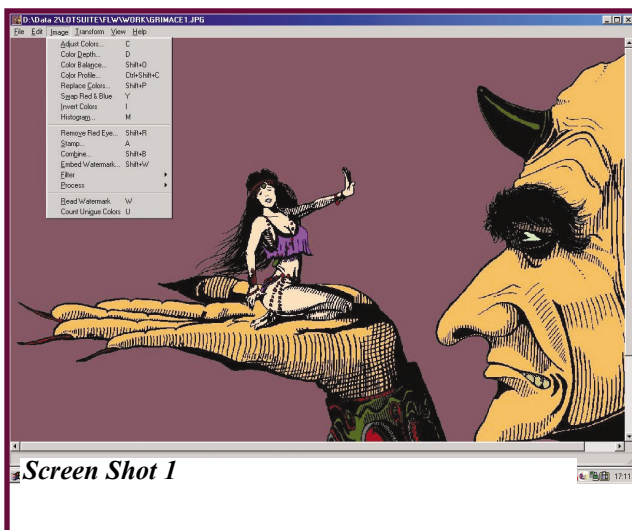 D:\Data 2\LOTSUITE\FLW\WORK\GRIMACE1.JPG
File Edit Image Transform View Help
Adjust Colors... C
Color Depth... D
Color Balance... Shift+O
Color Profile... Ctrl+Shift+C
Replace Colors... Shift+P
Swap Red & Blue Y
Invert Colors I
Histogram... M
Remove Red Eye... Shift+R
Stamp... A
Combine... Shift+B
Embed Watermark... Shift+W
Filter
Process
Read Watermark W
Count Unique Colors U
Screen Shot 1
17:11